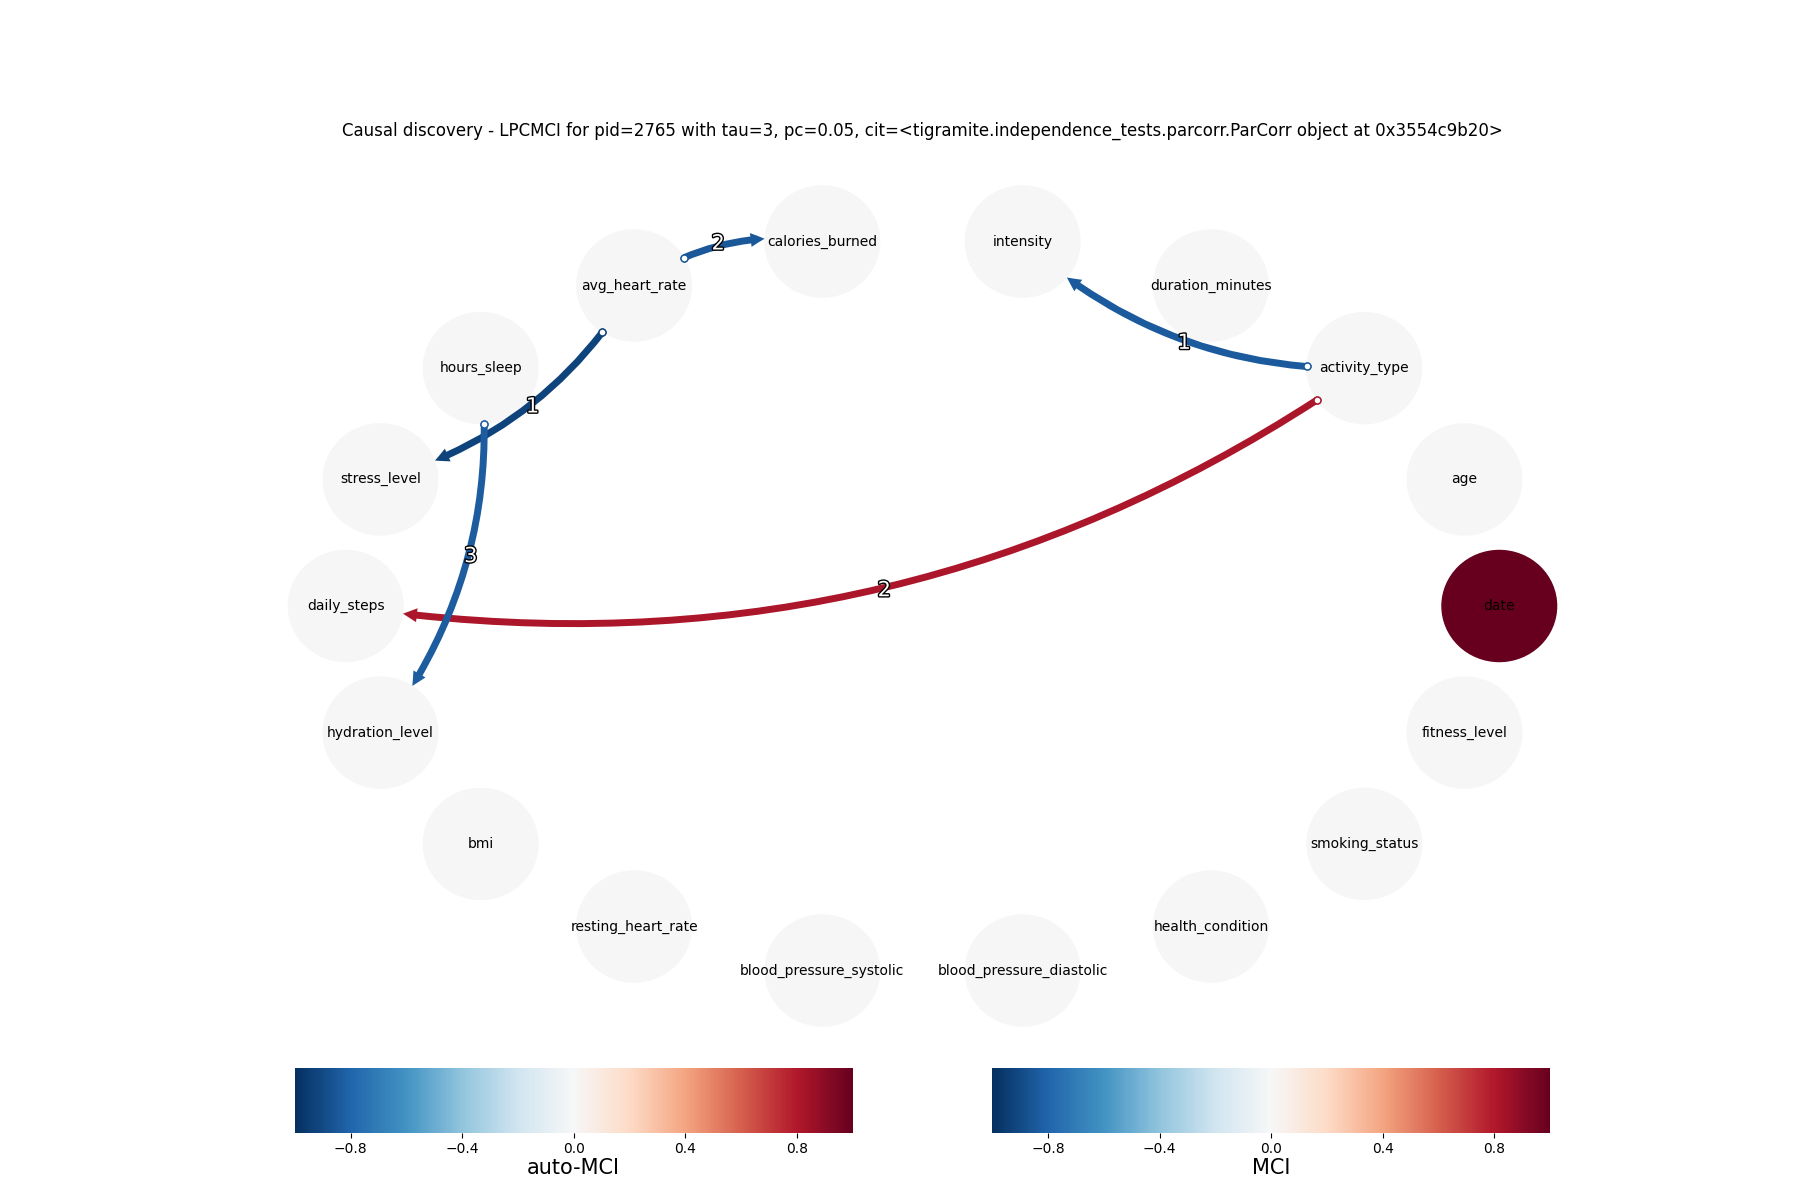 Causal discovery - LPCMCI for pid=2765 with tau=3, pc=0.05, cit=<tigramite.independence_tests.parcorr.ParCorr object at 0x3554c9b20>
calories_burned
intensity
2
avg_heart_rate
duration_minutes
1
hours_sleep
activity_type
1
stress_level
age
3
2
daily_steps
date
hydration_level
fitness_level
bmi
smoking_status
resting_heart_rate
health_condition
blood_pressure_systolic
blood_pressure_diastolic
−0.8 −0.4 0.0 0.4 0.8
auto-MCI
−0.8 −0.4 0.0 0.4 0.8
MCI